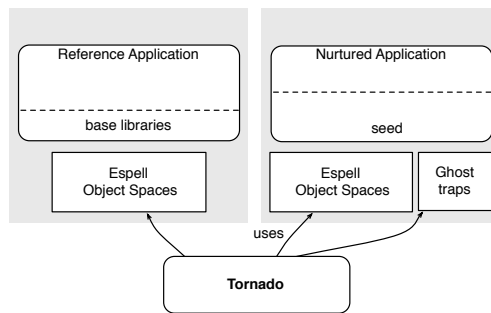 Reference Application
base libraries
Espell
Object Spaces
Nurtured Application
seed
Espell
Object Spaces
Ghost
traps
uses
Tornado